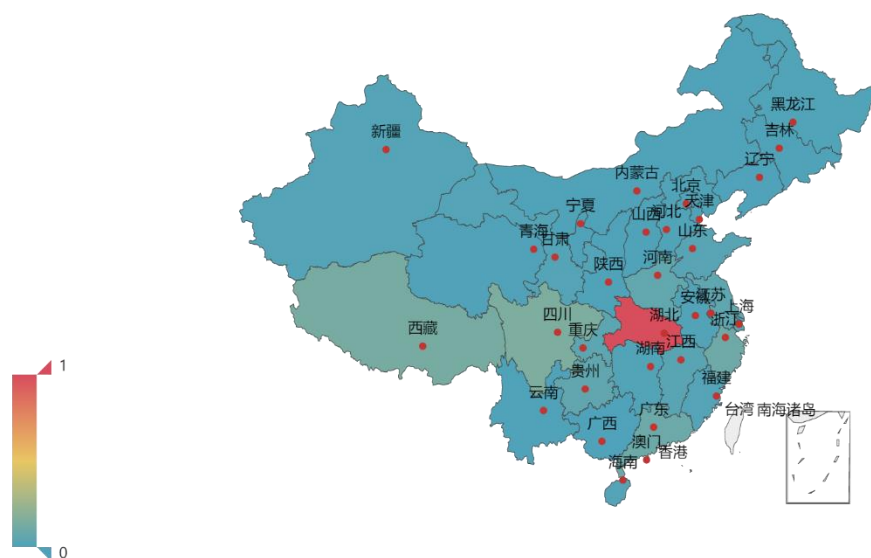 黑龙江
吉林
新疆
辽宁
内蒙古
北京
天津
宁夏
山西
河北
青海
甘肃
山东
河南
陕西
安徽
江苏
上海
四川
湖北
浙江
西藏
重庆
湖南
江西
1
贵州
福建
云南
台湾 南海诸岛
广东
广西
澳门
香港
海南
0